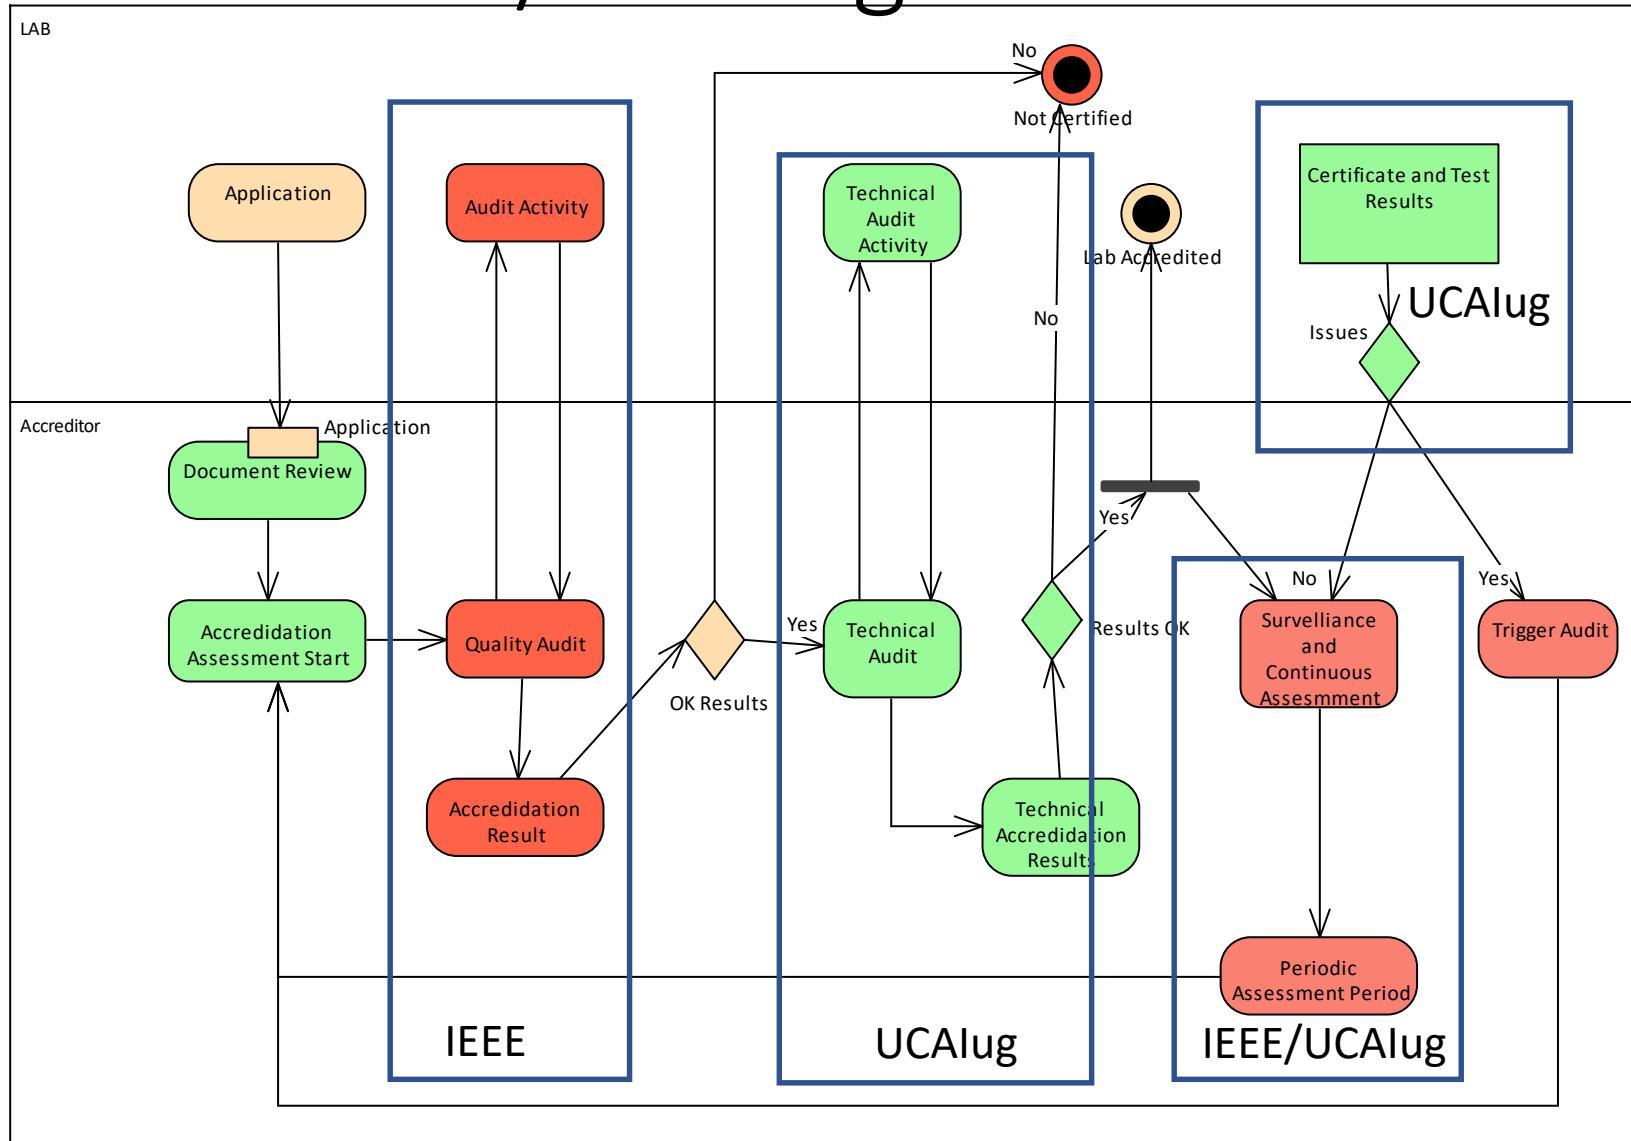 LAB
No
Not Certified
Application
Audit Activity
Technical
Audit
Activity
Lab Accredited
Certificate and Test
Results
UCAIug
Issues
No
Accreditor
Application
Document Review
Yes
Accredidation
Assessment Start
Quality Audit
Yes
OK Results
Technical
Audit
Results OK
No
Survelliance
and
Continuous
Assesmment
Yes
Trigger Audit
Accredidation
Result
Technical
Accredidation
Results
Periodic
Assessment Period
IEEE
UCAIug
IEEE/UCAIug